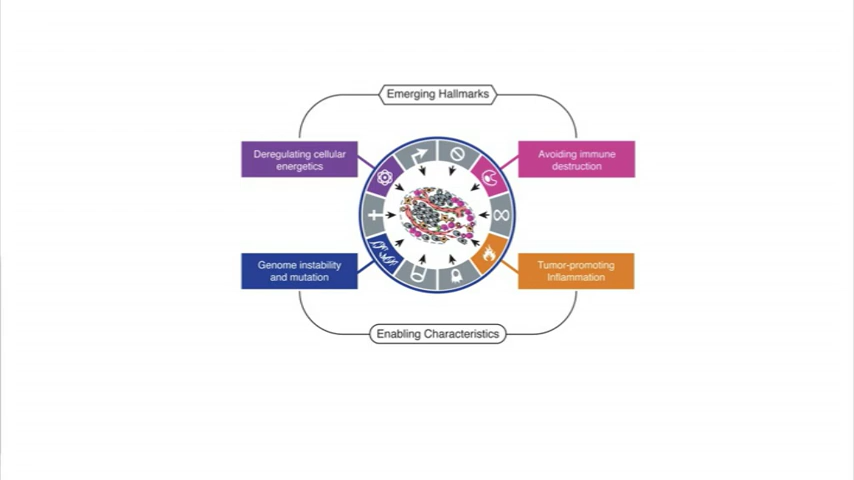 Emerging Hallmarks
Deregulating cellular
energetics
Avoiding immune
destruction
Genome instability
and mutation
Tumor-promoting
Inflammation
Enabling Characteristics